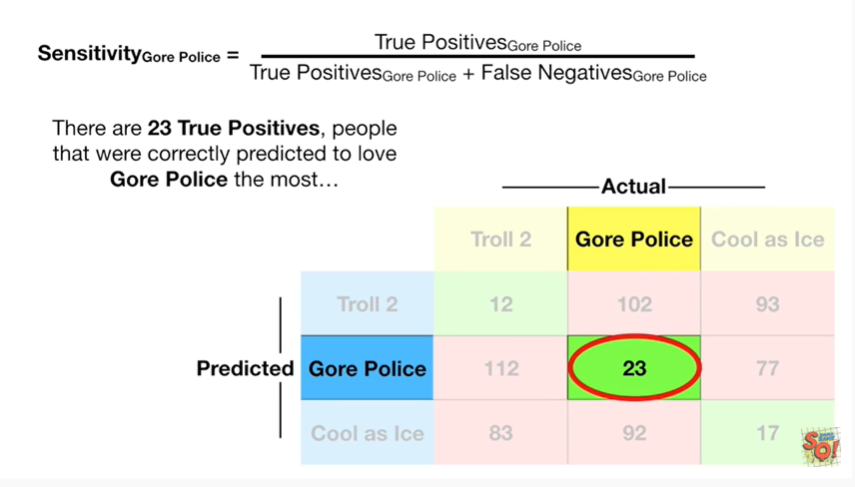 Sensitivity Gore Police = True Positives Gore Police
True Positives Gore Police + False Negatives Gore Police
There are 23 True Positives, people
that were correctly predicted to love
Gore Police the most...
Actual
Troll 2 Gore Police Cool as Ice
Troll 2 12 102 93
Predicted Gore Police 112 23 77
Cool as Ice 83 92 17
SQ!